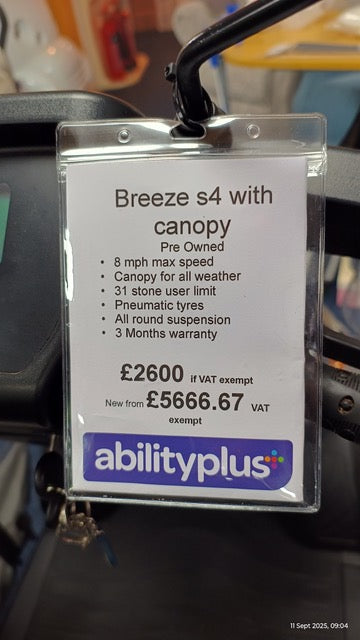 Breeze s4 with
canopy
Pre Owned
• 8 mph max speed
• Canopy for all weather
• 31 stone user limit
• Pneumatic tyres
• All round suspension
• 3 Months warranty
£2600 if VAT exempt
New from £5666.67 VAT
exempt
abilityplus
11 Sept 2025, 09:04